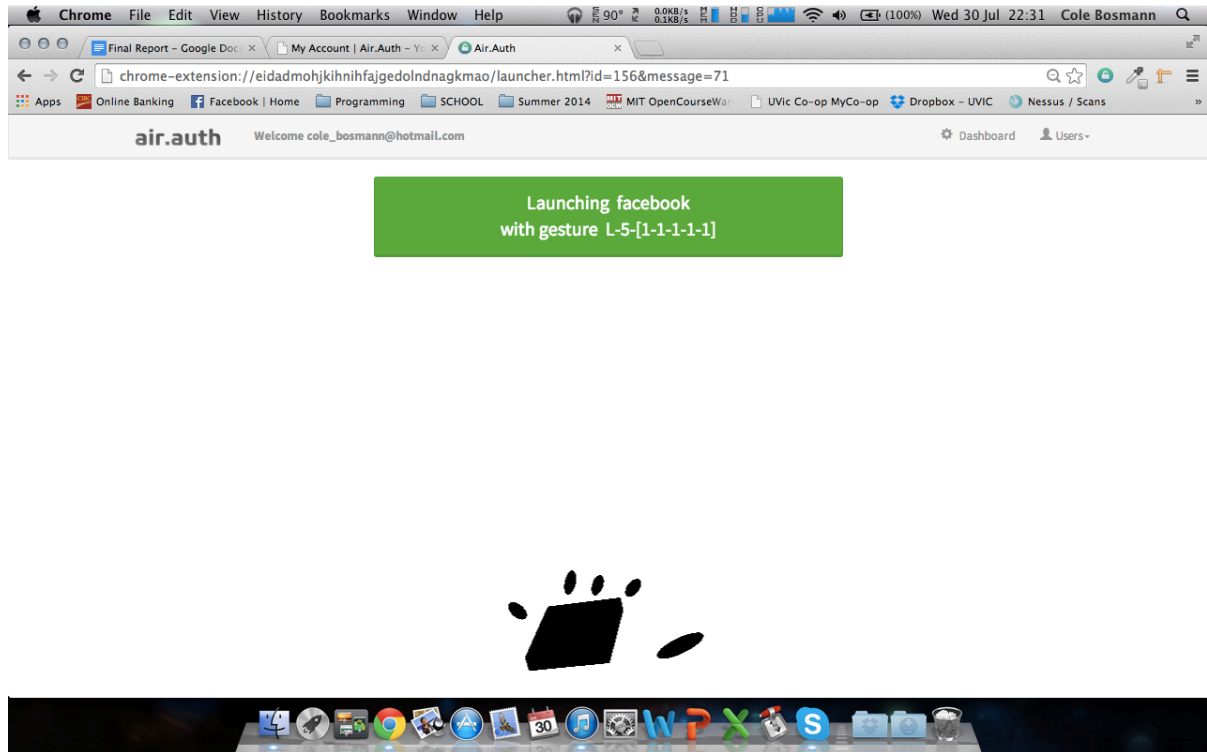 Chrome File Edit View History Bookmarks Window Help 90° 0.0KB/s 0.1KB/s (100%) Wed 30 Jul 22:31 Cole Bosmann
Final Report – Google Doc My Account | Air.Auth – Yo Air.Auth
chrome-extension://eidadmohjkihnihfajgedolndnagkmao/launcher.html?id=156&message=71
Apps Online Banking Facebook | Home Programming SCHOOL Summer 2014 MIT OpenCourseWar UVic Co-op MyCo-op Dropbox – UVIC Nessus / Scans »
air.auth Welcome cole_bosmann@hotmail.com Dashboard Users
Launching facebook
with gesture L-5-[1-1-1-1-1]
30